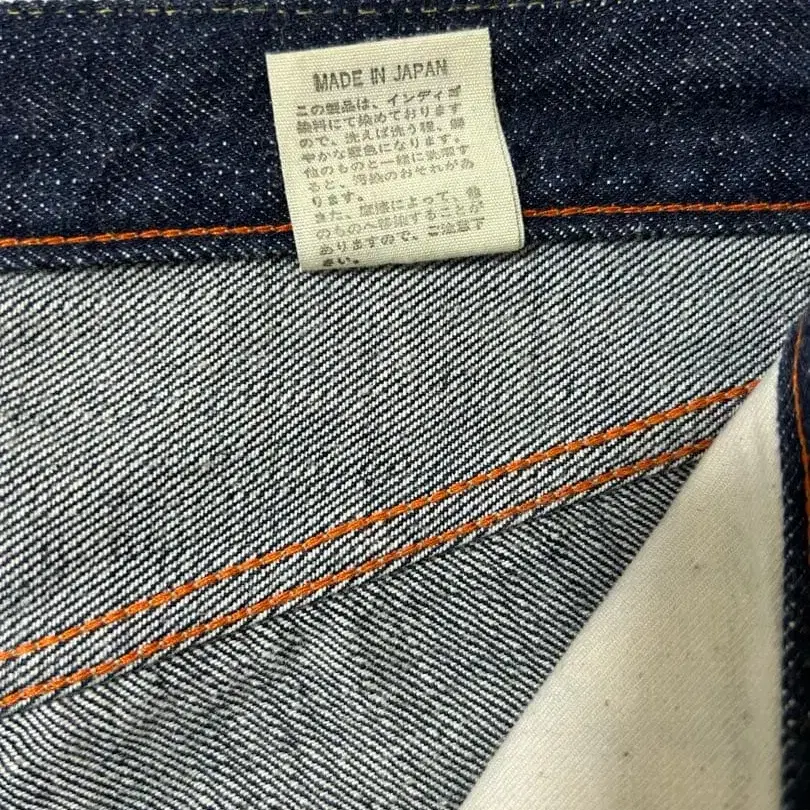 MADE IN JAPAN
この製品は、インディゴ
染料にて染めております
ので、洗えば洗う程、鮮
やかな藍色になります。
他のものと一緒に洗濯す
ると、汚染のおそれがあ
ります。
また、摩擦によって、他
のものへ移染することが
ありますので、ご注意下
さい。